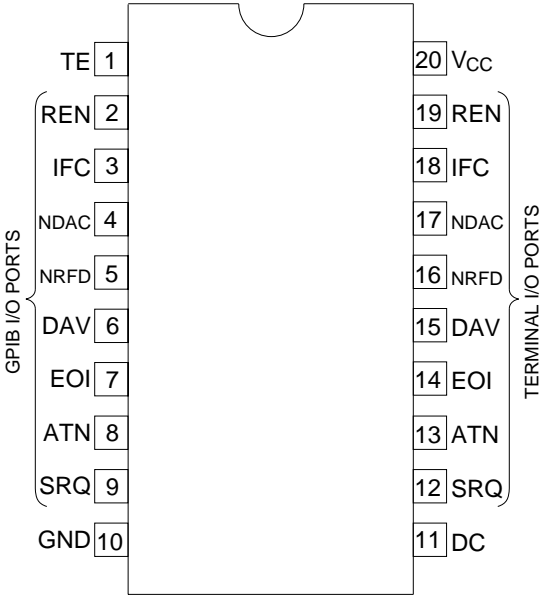 TE 1 20 VCC
REN 2 19 REN
IFC 3 18 IFC
NDAC 4 17 NDAC
NRFD 5 16 NRFD
DAV 6 15 DAV
EOI 7 14 EOI
ATN 8 13 ATN
SRQ 9 12 SRQ
GND 10 11 DC
GPIB I/O PORTS
TERMINAL I/O PORTS